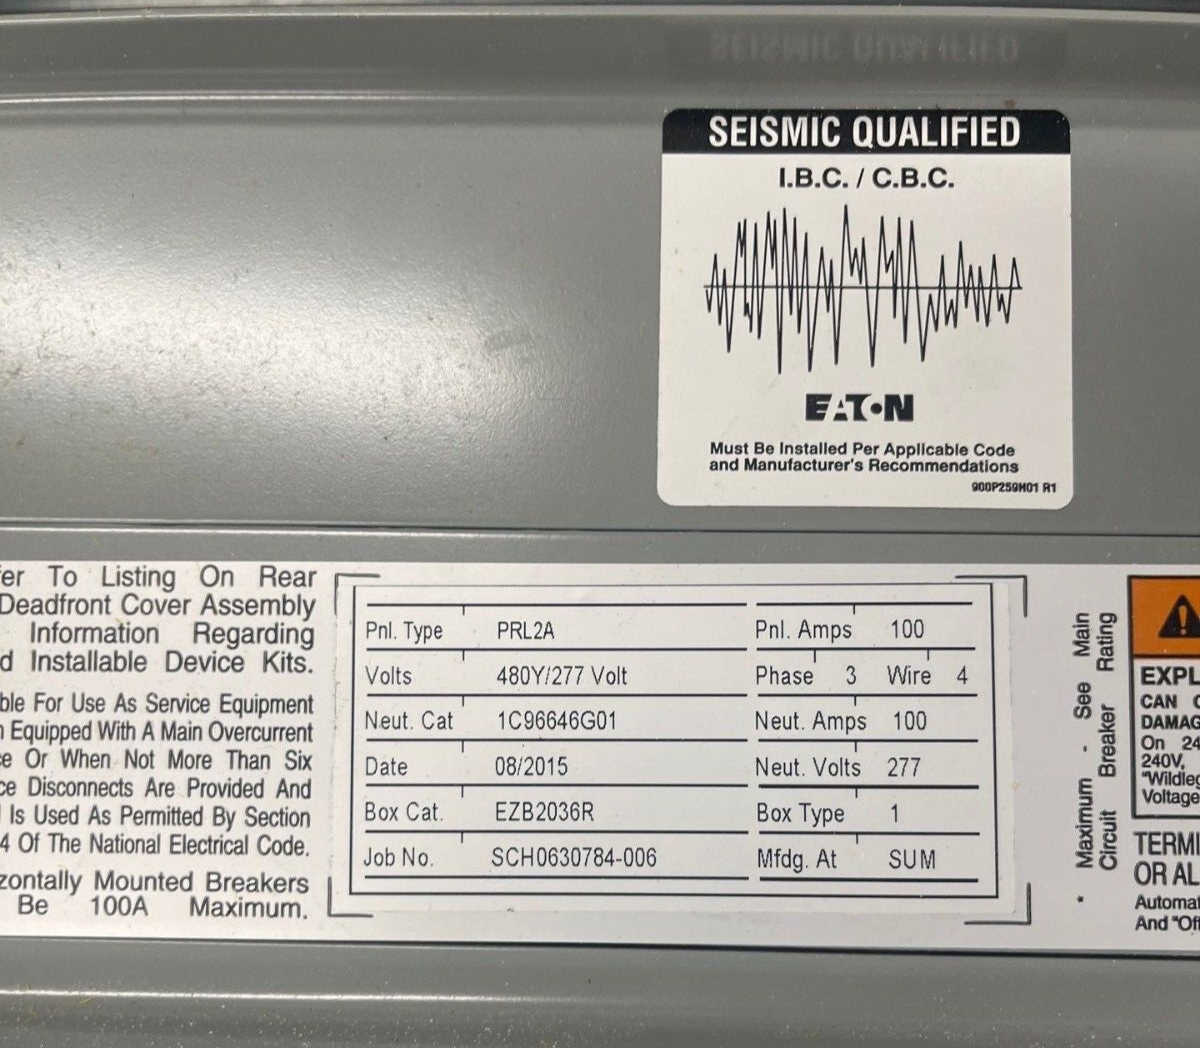 SEISMIC QUALIFIED
I.B.C. / C.B.C.
EATON
Must Be Installed Per Applicable Code
and Manufacturer's Recommendations
900P259H01 R1
er To Listing On Rear
Deadfront Cover Assembly
Information Regarding
d Installable Device Kits.
ble For Use As Service Equipment
Equipped With A Main Overcurrent
e Or When Not More Than Six
ce Disconnects Are Provided And
Is Used As Permitted By Section
4 Of The National Electrical Code.
zontally Mounted Breakers
Be 100A Maximum.
Pnl. Type PRL2A Pnl. Amps 100
Volts 480Y/277 Volt Phase 3 Wire 4
Neut. Cat 1C96646G01 Neut. Amps 100
Date 08/2015 Neut. Volts 277
Box Cat. EZB2036R Box Type 1
Job No. SCH0630784-006 Mfdg. At SUM
* Maximum - See Main
Circuit Breaker Rating
EXPL
CAN
DAMAG
On 24
240V,
"Wildleg
Voltage
TERMI
OR AL
Automat
And "Off